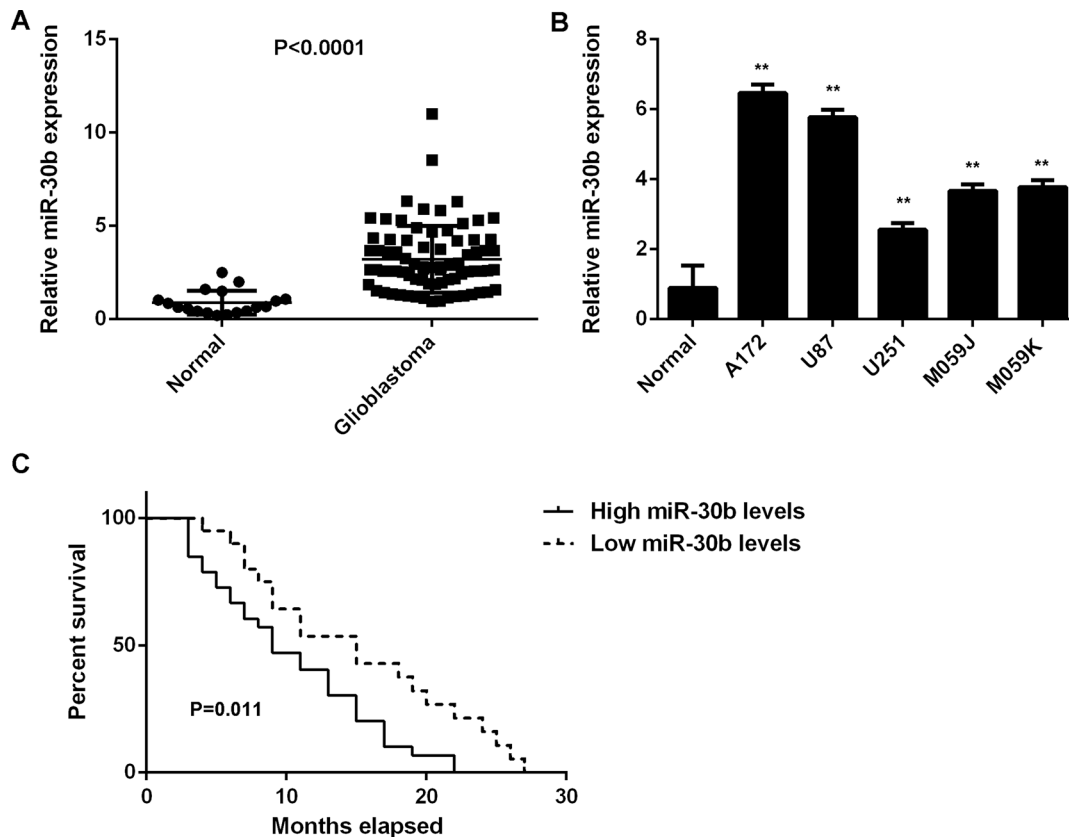 A
P<0.0001
Relative miR-30b expression
15
10
5
0
Normal
Glioblastoma
B
Relative miR-30b expression
8
6
4
2
0
**
**
**
**
**
Normal
A172
U87
U251
M059J
M059K
C
Percent survival
100
50
0
P=0.011
0
10
20
30
Months elapsed
High miR-30b levels
Low miR-30b levels